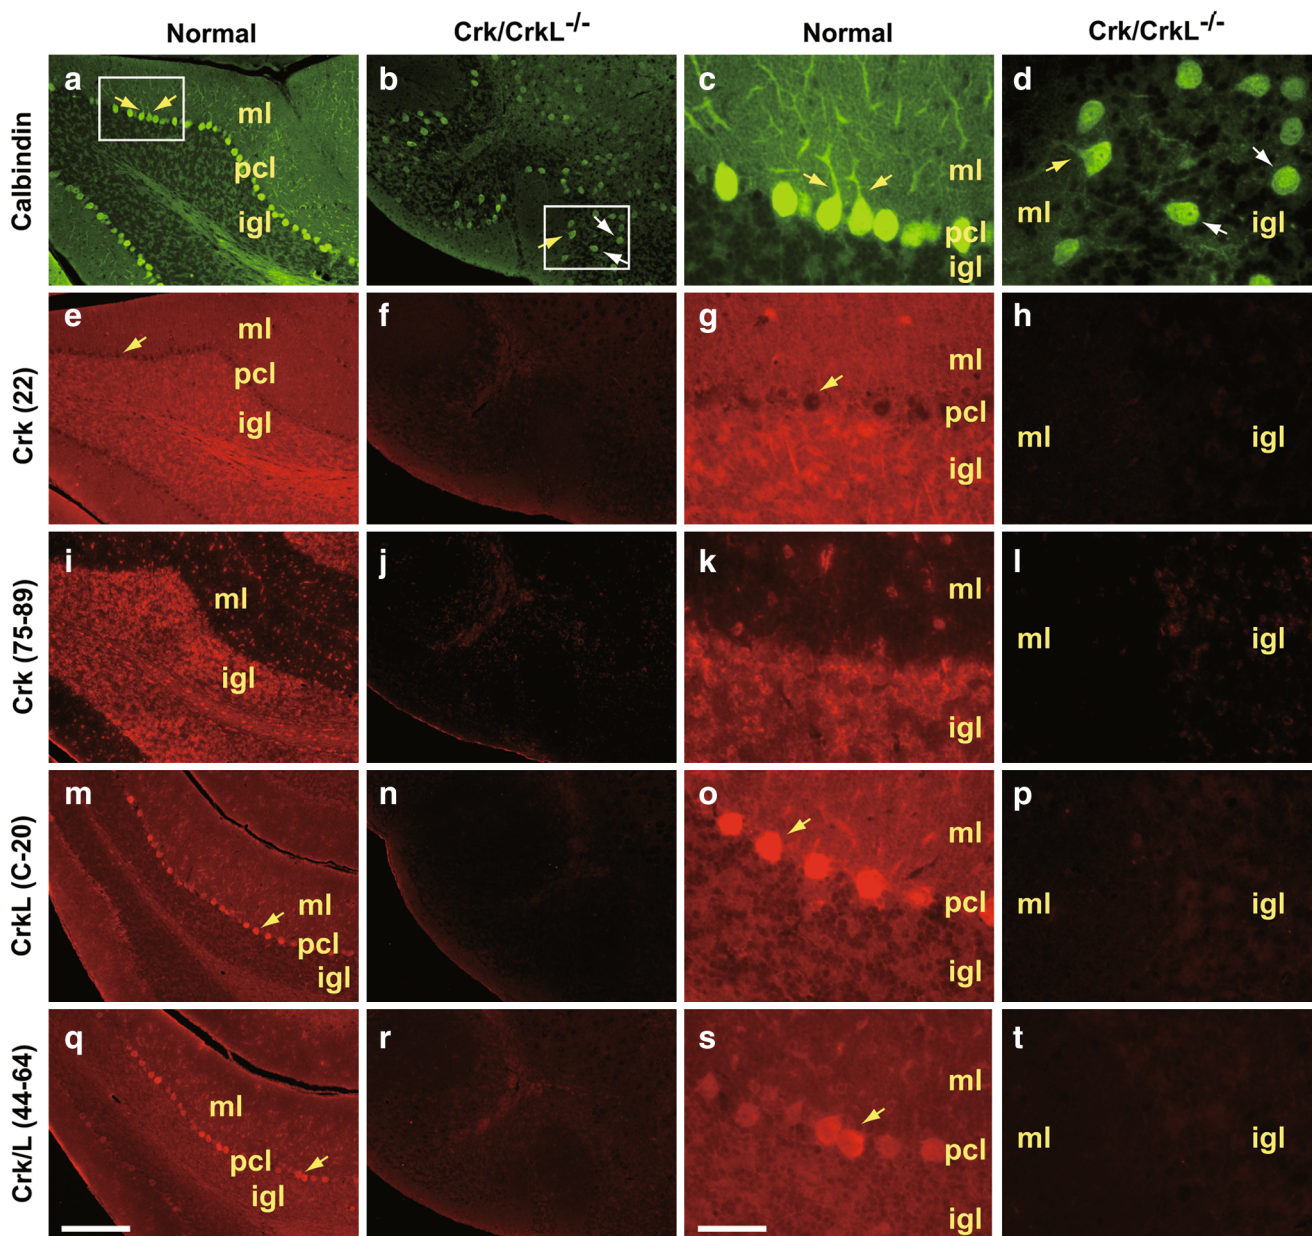 Normal Crk/CrkL-/- Normal Crk/CrkL-/-
Calbindin
a ml pcl igl
b
c ml pcl igl
d ml igl
Crk (22)
e ml pcl igl
f
g ml pcl igl
h ml igl
Crk (75-89)
i ml igl
j
k ml igl
l ml igl
CrkL (C-20)
m ml pcl igl
n
o ml pcl igl
p ml igl
Crk/L (44-64)
q ml pcl igl
r
s ml pcl igl
t ml igl